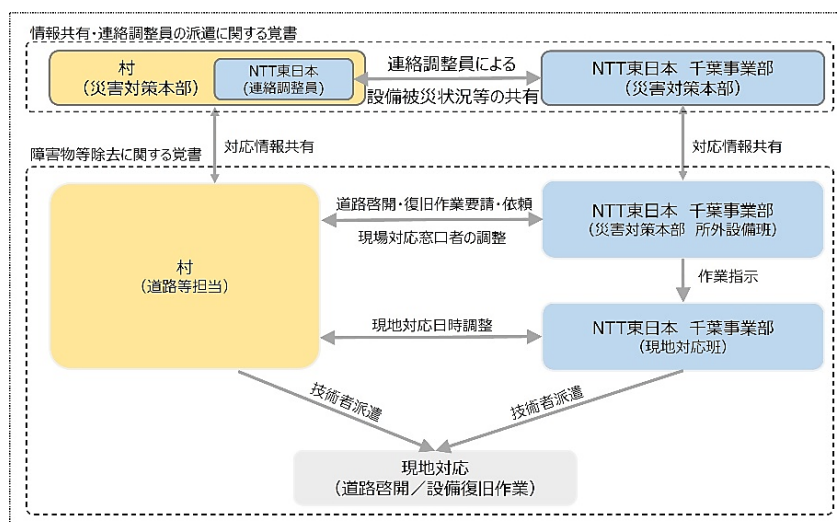 情報共有・連絡調整員の派遣に関する覚書
村
(災害対策本部)
NTT東日本
(連絡調整員)
連絡調整員による
設備被災状況等の共有
NTT東日本 千葉事業部
(災害対策本部)
対応情報共有
対応情報共有
障害物等除去に関する覚書
村
(道路等担当)
道路啓開・復旧作業要請・依頼
現場対応窓口者の調整
NTT東日本 千葉事業部
(災害対策本部 所外設備班)
作業指示
現地対応日時調整
NTT東日本 千葉事業部
(現地対応班)
技術者派遣
技術者派遣
現地対応
(道路啓開/設備復旧作業)